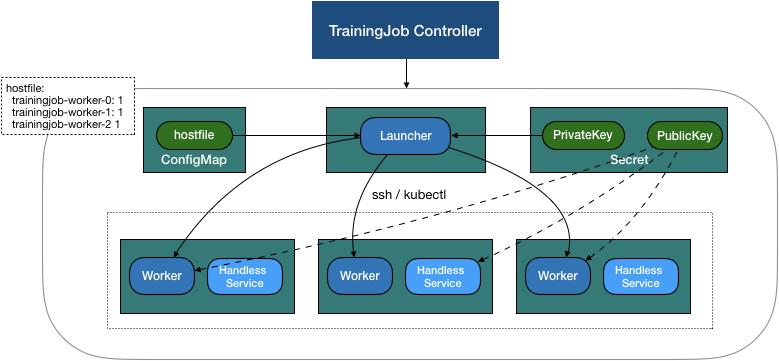 TrainingJob Controller
hostfile:
trainingjob-worker-0: 1
trainingjob-worker-1: 1
trainingjob-worker-2 1
hostfile
ConfigMap
Launcher
PrivateKey
PublicKey
Secret
ssh / kubectl
Worker
Handless
Service
Worker
Handless
Service
Worker
Handless
Service